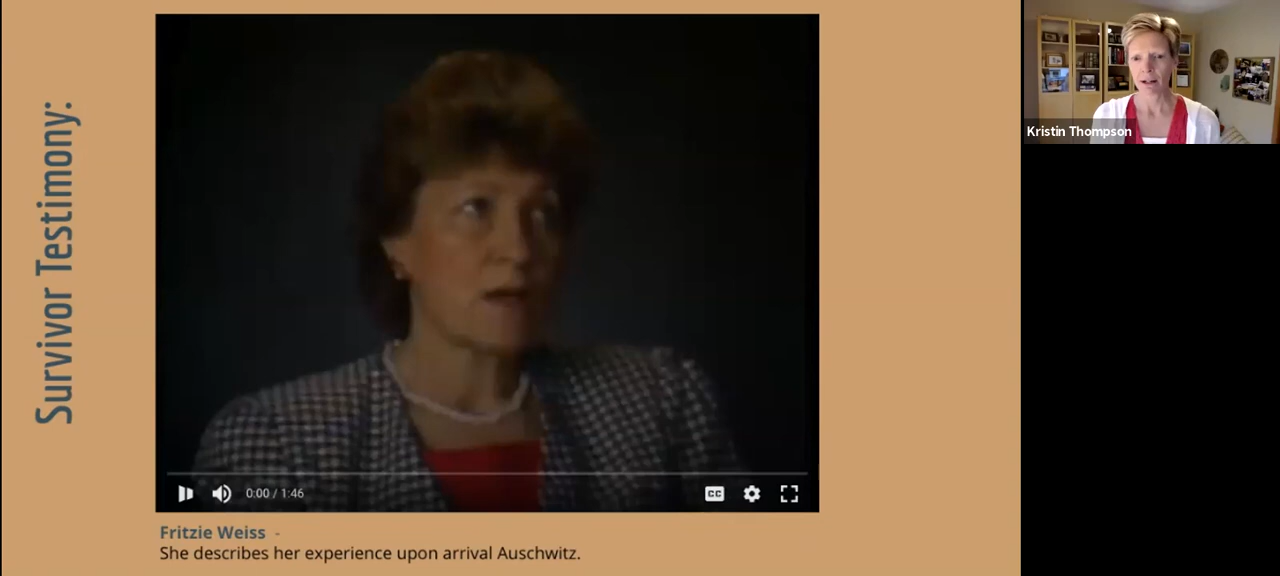 Survivor Testimony:
0:00 / 1:46
CC
Fritzie Weiss -
She describes her experience upon arrival Auschwitz.
Kristin Thompson